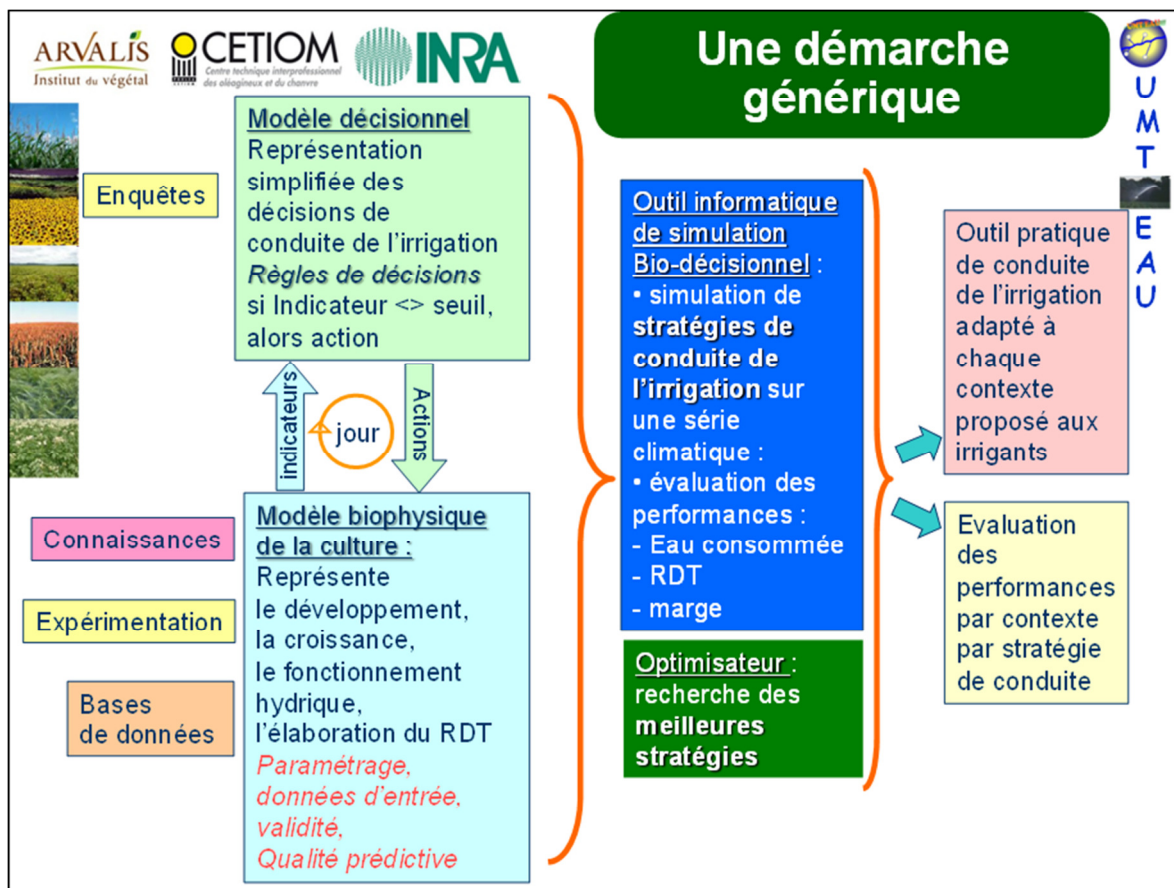 ARVALIS
Institut du végétal
CETIOM
Centre technique interprofessionnel
des oléagineux et du chanvre
INRA
Une démarche
générique
UMT
EAU
Enquêtes
Modèle décisionnel
Représentation
simplifiée des
décisions de
conduite de l'irrigation
Règles de décisions
si Indicateur <> seuil,
alors action
Indicateurs
jour
Actions
Connaissances
Expérimentation
Bases
de données
Modèle biophysique
de la culture :
Représente
le développement,
la croissance,
le fonctionnement
hydrique,
l'élaboration du RDT
Paramétrage,
données d'entrée,
validité,
Qualité prédictive
Outil informatique
de simulation
Bio-décisionnel :
• simulation de
stratégies de
conduite de
l'irrigation sur
une série
climatique :
• évaluation des
performances :
- Eau consommée
- RDT
- marge
Optimisateur :
recherche des
meilleures
stratégies
Outil pratique
de conduite
de l'irrigation
adapté à
chaque
contexte
proposé aux
irrigants
Evaluation
des
performances
par contexte
par stratégie
de conduite